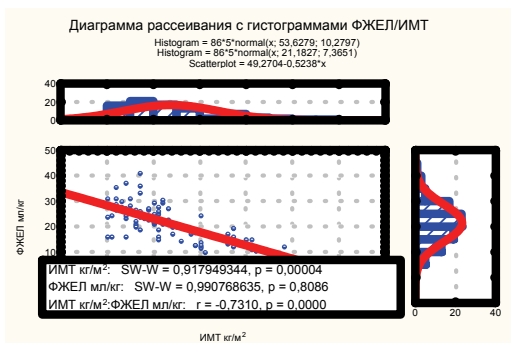 Диаграмма рассеивания с гистограммами ФЖЕЛ/ИМТ
Histogram = 86*5*normal(x; 53,6279; 10,2797)
Histogram = 86*5*normal(x; 21,1827; 7,3651)
Scatterplot = 49,2704-0,5238*x
40
20
0
50
40
30
20
10
ФЖЕЛ мл/кг
ИМТ кг/м²: SW-W = 0,917949344, p = 0,00004
ФЖЕЛ мл/кг: SW-W = 0,990768635, p = 0,8086
ИМТ кг/м²:ФЖЕЛ мл/кг: r = -0,7310, p = 0,0000
0 20 40
ИМТ кг/м²